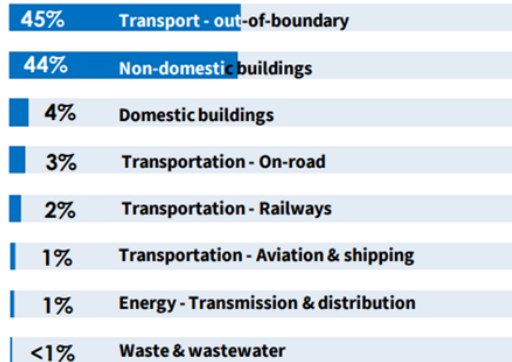 45% Transport - out-of-boundary
44% Non-domestic buildings
4% Domestic buildings
3% Transportation - On-road
2% Transportation - Railways
1% Transportation - Aviation & shipping
1% Energy - Transmission & distribution
<1% Waste & wastewater